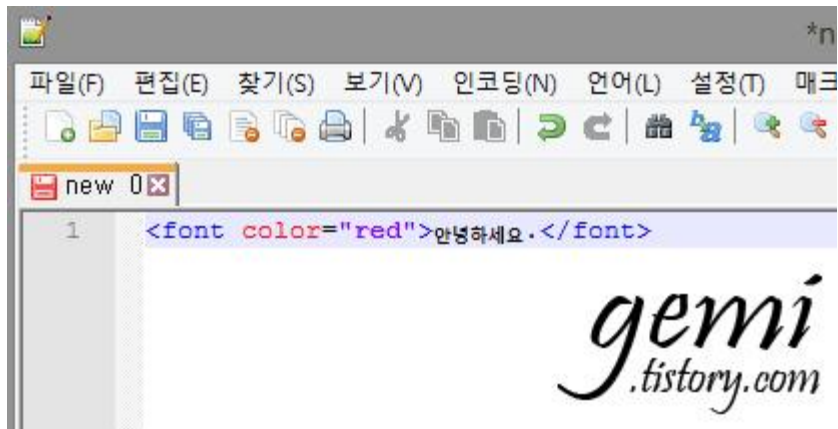 *n
파일(F) 편집(E) 찾기(S) 보기(V) 인코딩(N) 언어(L) 설정(T) 매크
new 0
1 <font color="red">안녕하세요.</font>
gemi
.tistory.com